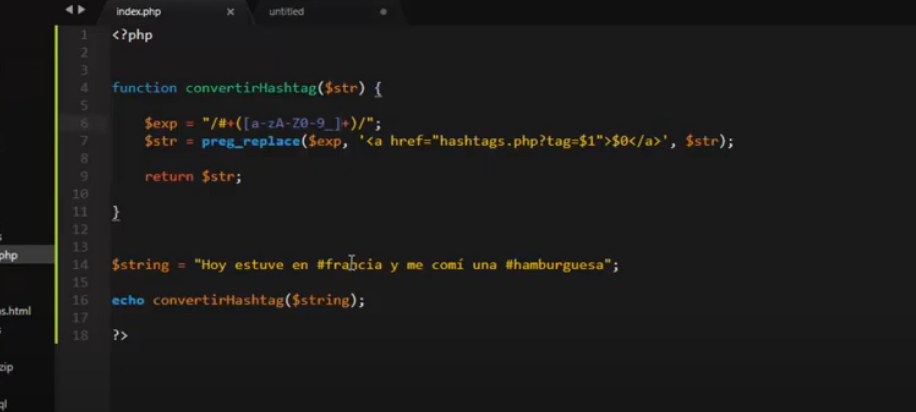 index.php × untitled
1 <?php
2
3
4 function convertirHashtag($str) {
5
6 $exp = "/#+([a-zA-Z0-9_]+)/";
7 $str = preg_replace($exp, '<a href="hashtags.php?tag=$1">$0</a>', $str);
8
9 return $str;
10
11 }
12
13
14 $string = "Hoy estuve en #francia y me comí una #hamburguesa";
15
16 echo convertirHashtag($string);
17
18 ?>
php
s.html
zip
ql